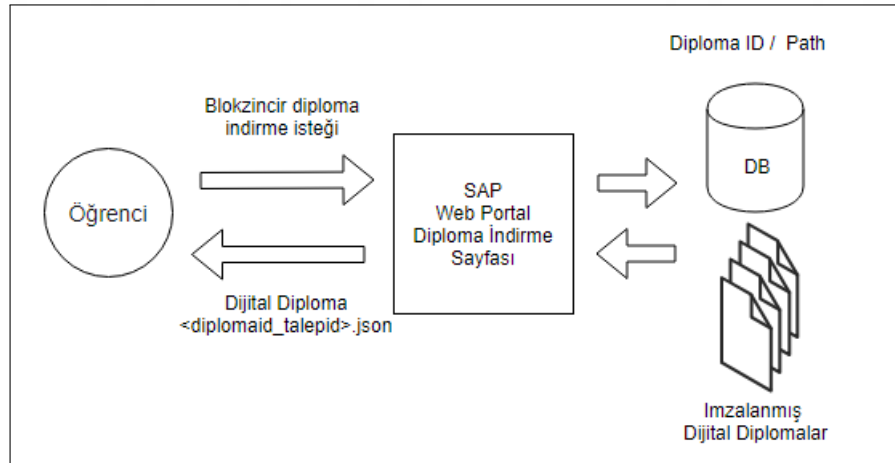 Diploma ID / Path
Blokzincir diploma
indirme isteği
DB
Öğrenci
SAP
Web Portal
Diploma İndirme
Sayfası
Dijital Diploma
<diplomaid_talepid>.json
Imzalanmış
Dijital Diplomalar